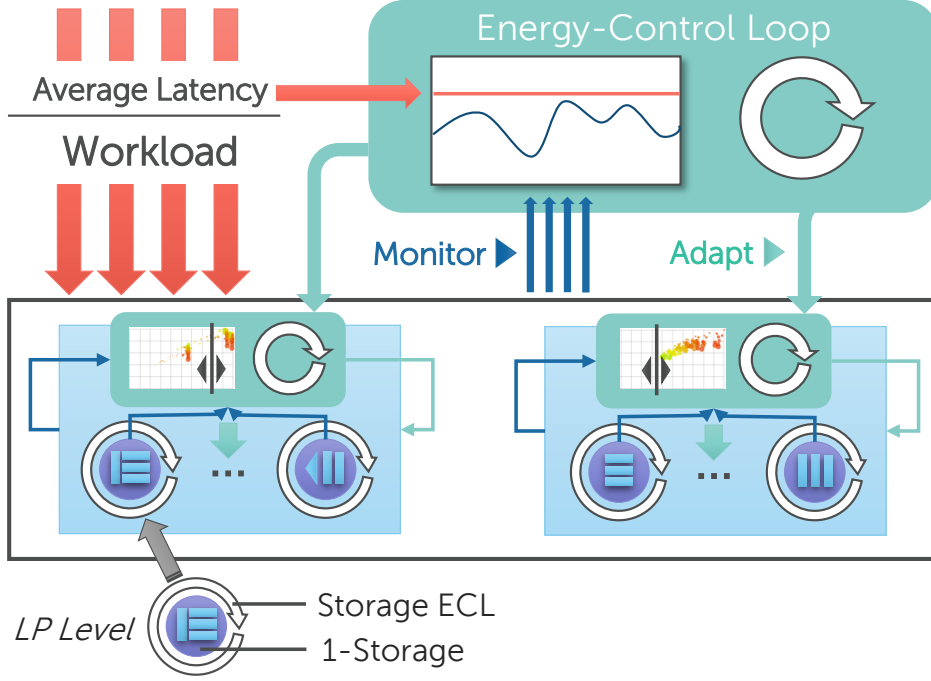 Energy-Control Loop
Average Latency
Workload
Monitor
Adapt
...
...
Storage ECL
LP Level
1-Storage